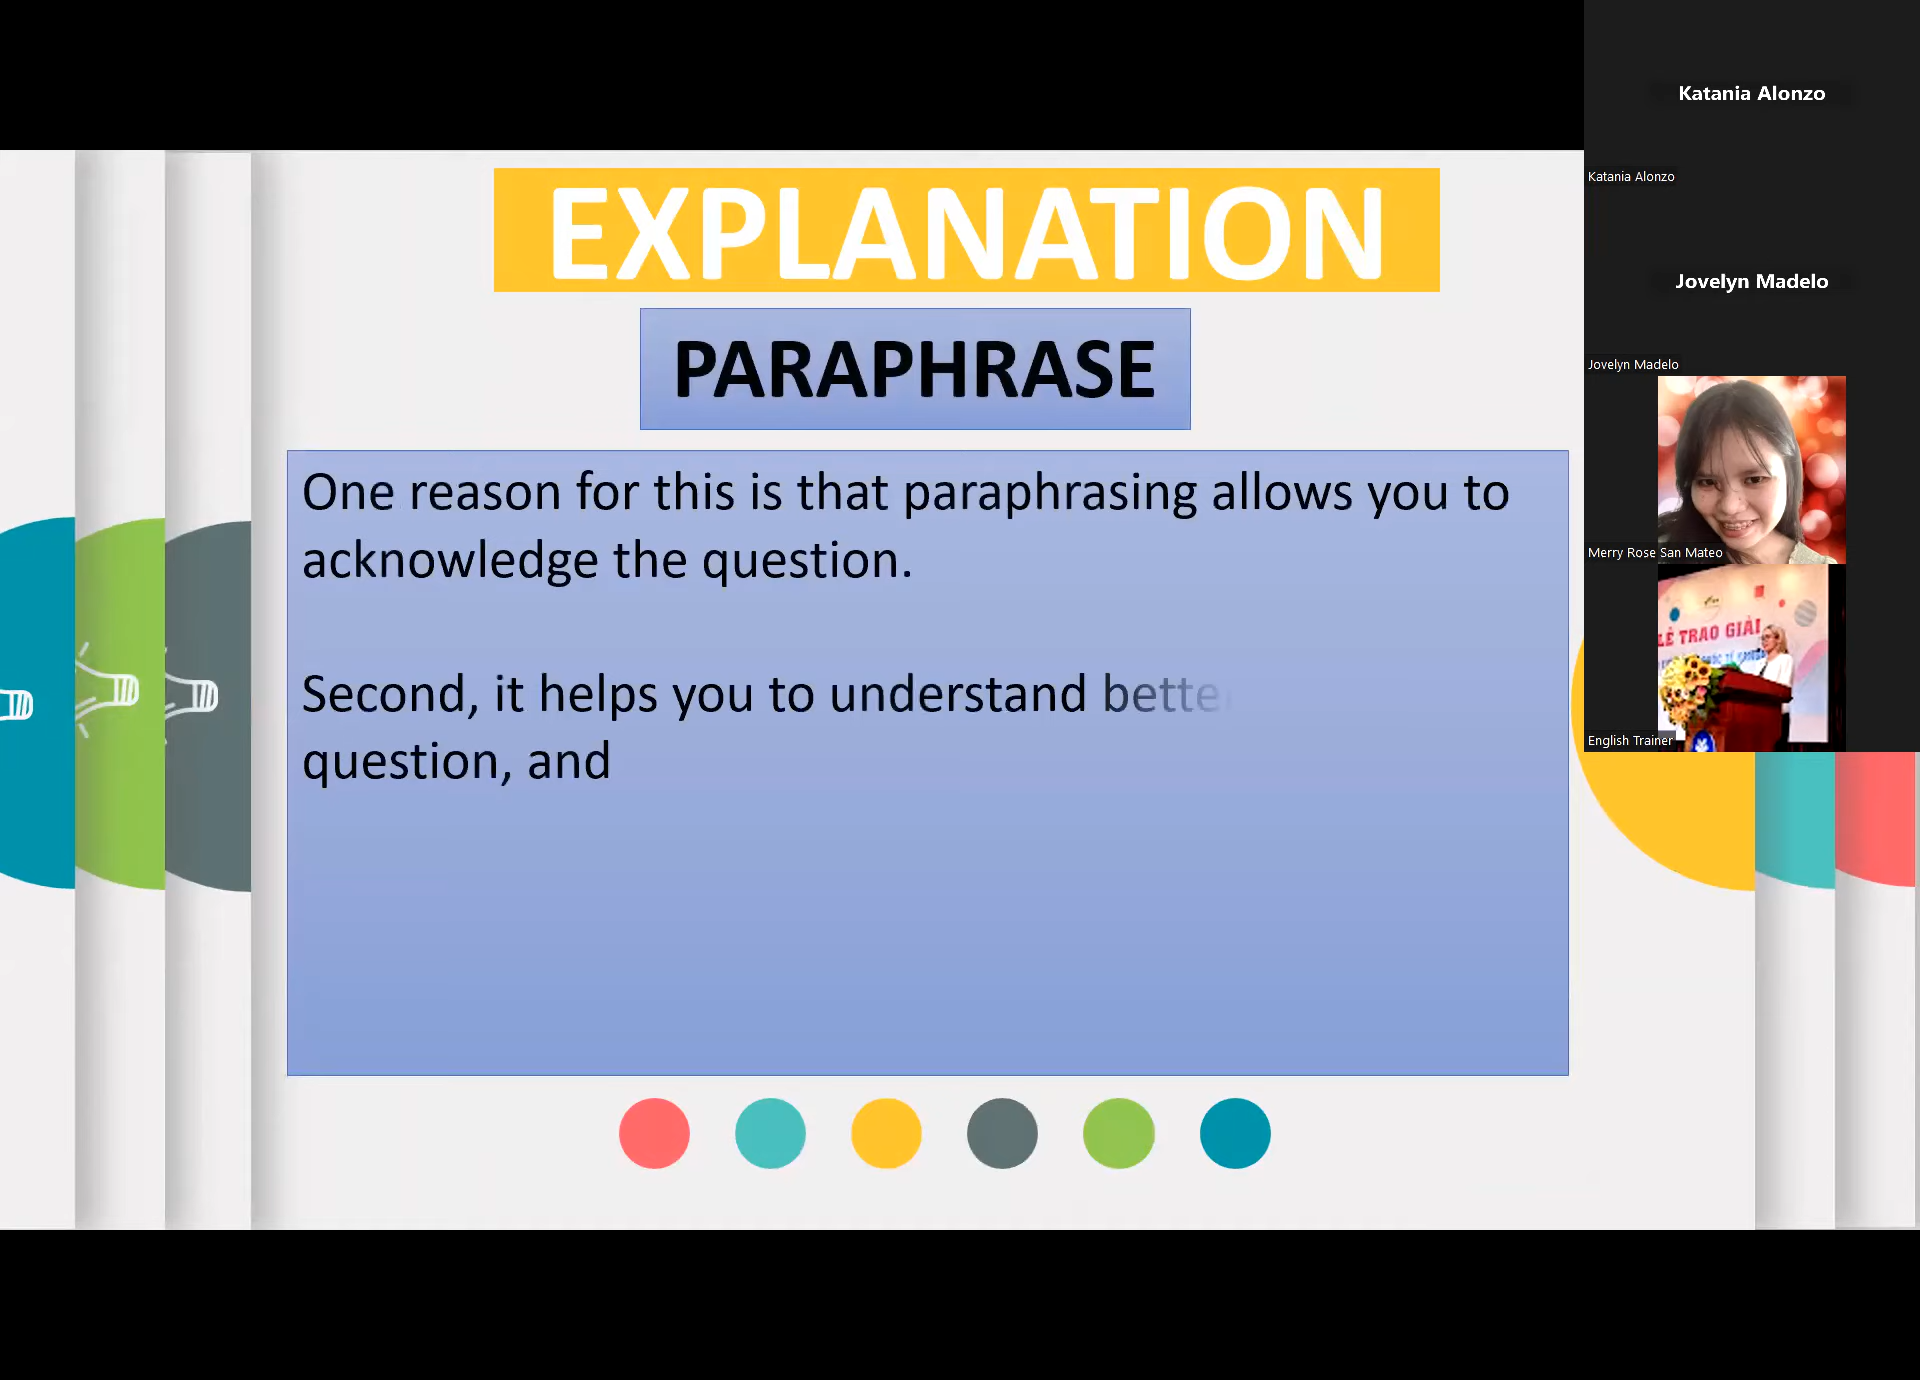 EXPLANATION
PARAPHRASE
One reason for this is that paraphrasing allows you to
acknowledge the question.
Second, it helps you to understand bette
question, and
Katania Alonzo
Katania Alonzo
Jovelyn Madelo
Jovelyn Madelo
Merry Rose San Mateo
LỄ TRAO GIẢI
English Trainer